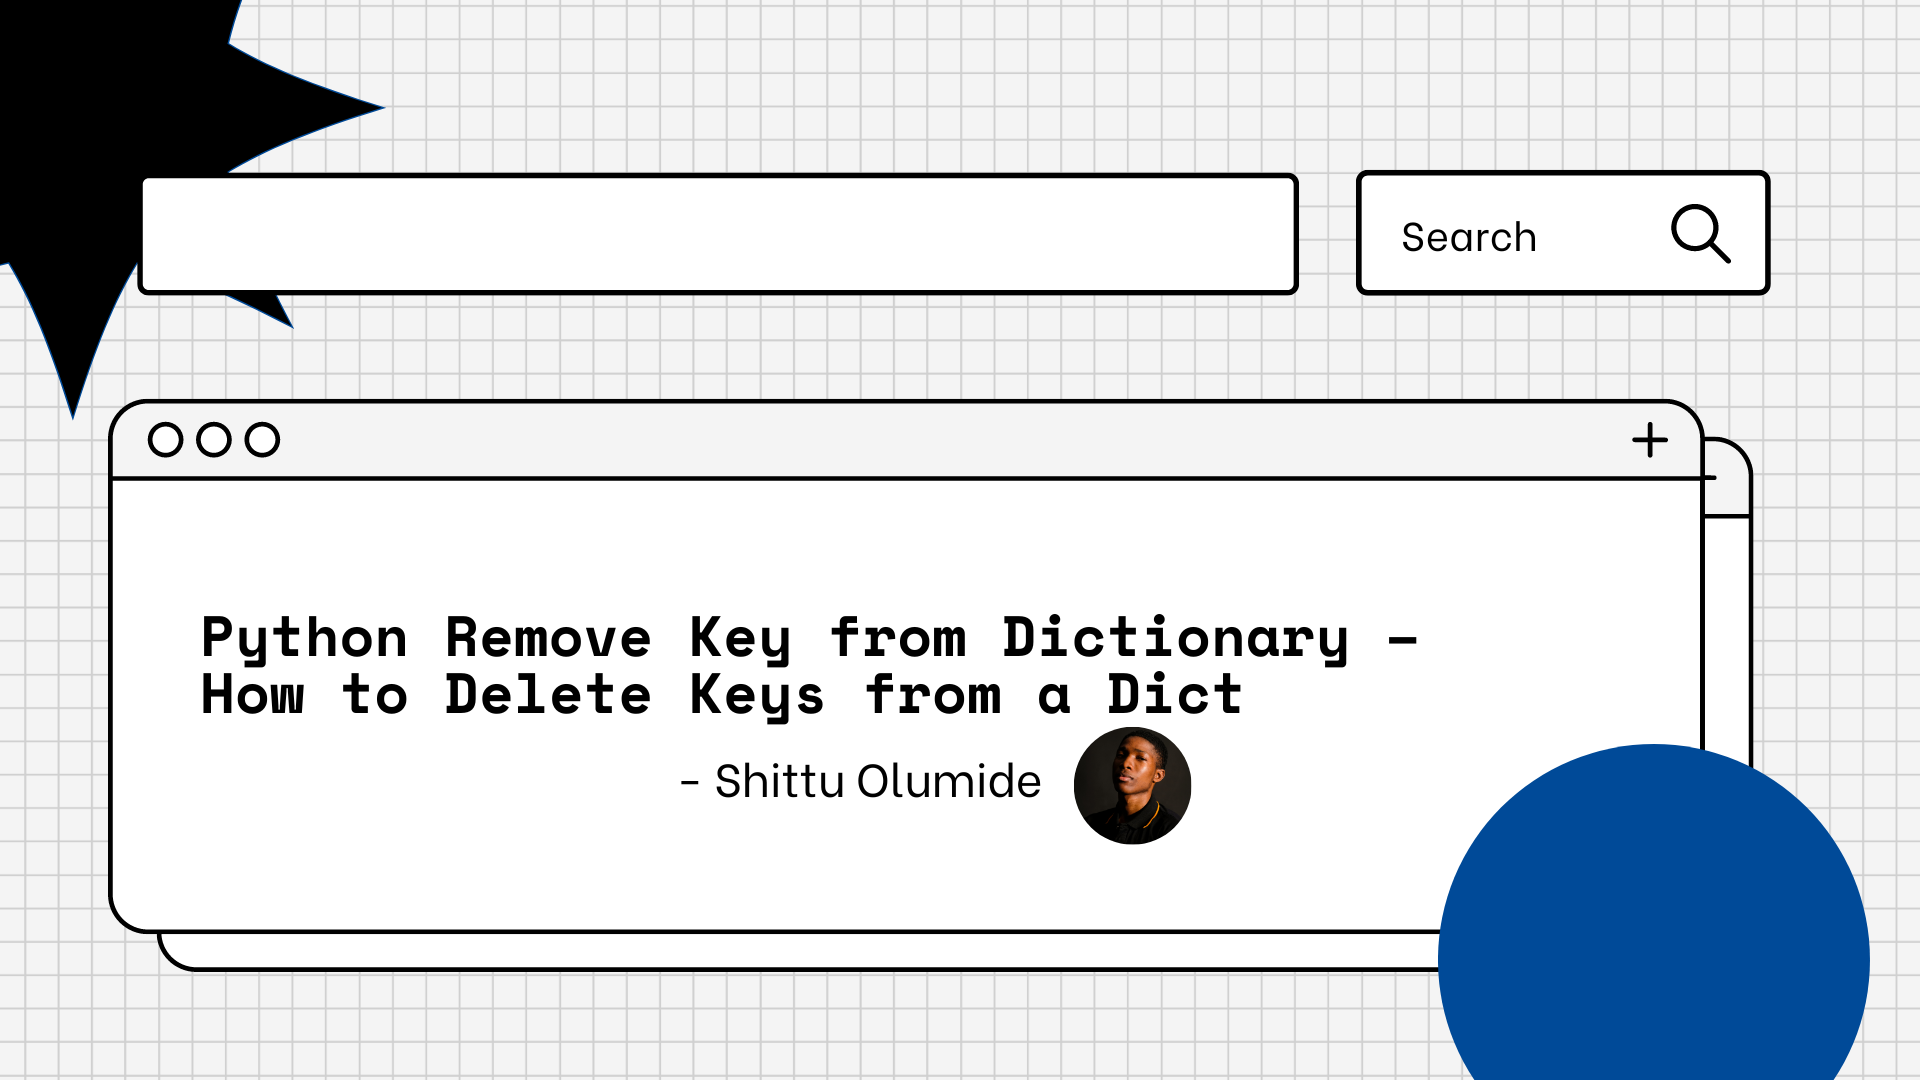 Search
Python Remove Key from Dictionary –
How to Delete Keys from a Dict
- Shittu Olumide